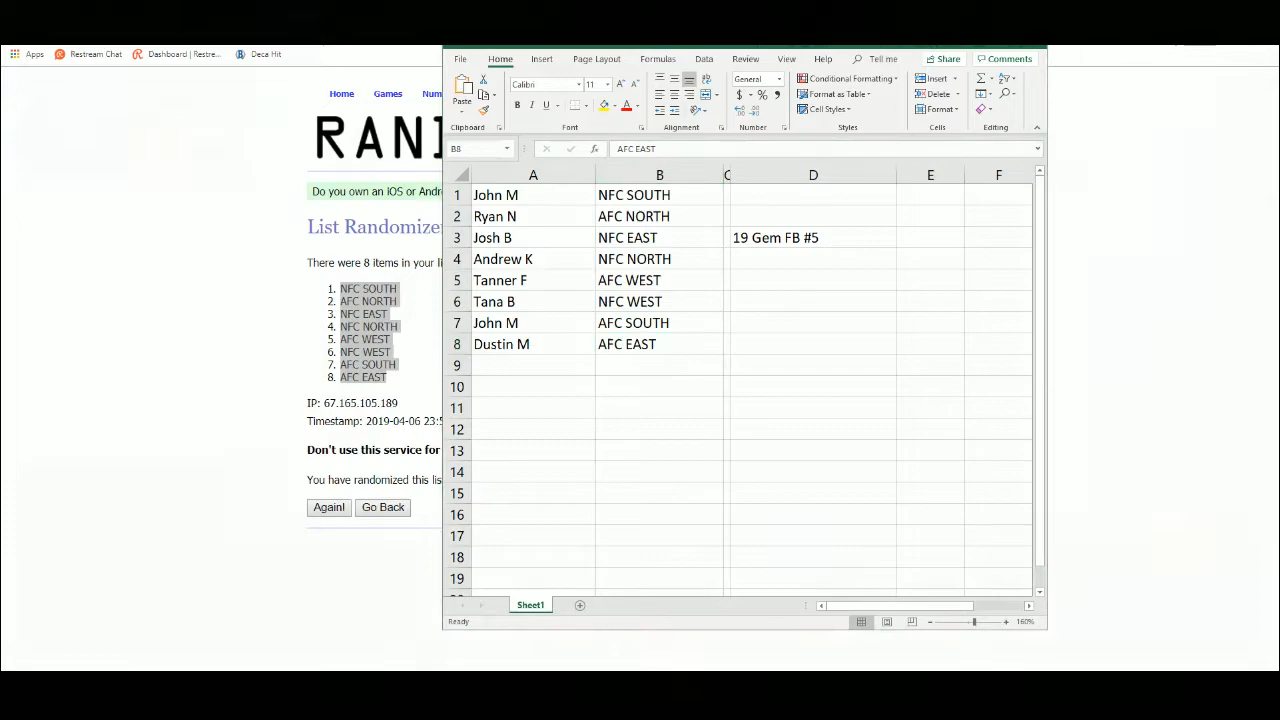 Apps Restream Chat Dashboard | Restre... Deca Hit
Home Games Num
RAN
Do you own an iOS or Andr
List Randomize
There were 8 items in your li
1. NFC SOUTH
2. AFC NORTH
3. NFC EAST
4. NFC NORTH
5. AFC WEST
6. NFC WEST
7. AFC SOUTH
8. AFC EAST
IP: 67.165.105.189
Timestamp: 2019-04-06 23:5
Don't use this service for
You have randomized this lis
Again! Go Back
File Home Insert Page Layout Formulas Data Review View Help Tell me Share Comments
Paste Calibri 11 General Conditional Formatting Insert
B I U $ % , Format as Table Delete
Cell Styles Format
Clipboard Font Alignment Number Styles Cells Editing
B8 fx AFC EAST
A B C D E F
1 John M NFC SOUTH
2 Ryan N AFC NORTH
3 Josh B NFC EAST 19 Gem FB #5
4 Andrew K NFC NORTH
5 Tanner F AFC WEST
6 Tana B NFC WEST
7 John M AFC SOUTH
8 Dustin M AFC EAST
9
10
11
12
13
14
15
16
17
18
19
Sheet1
Ready 160%